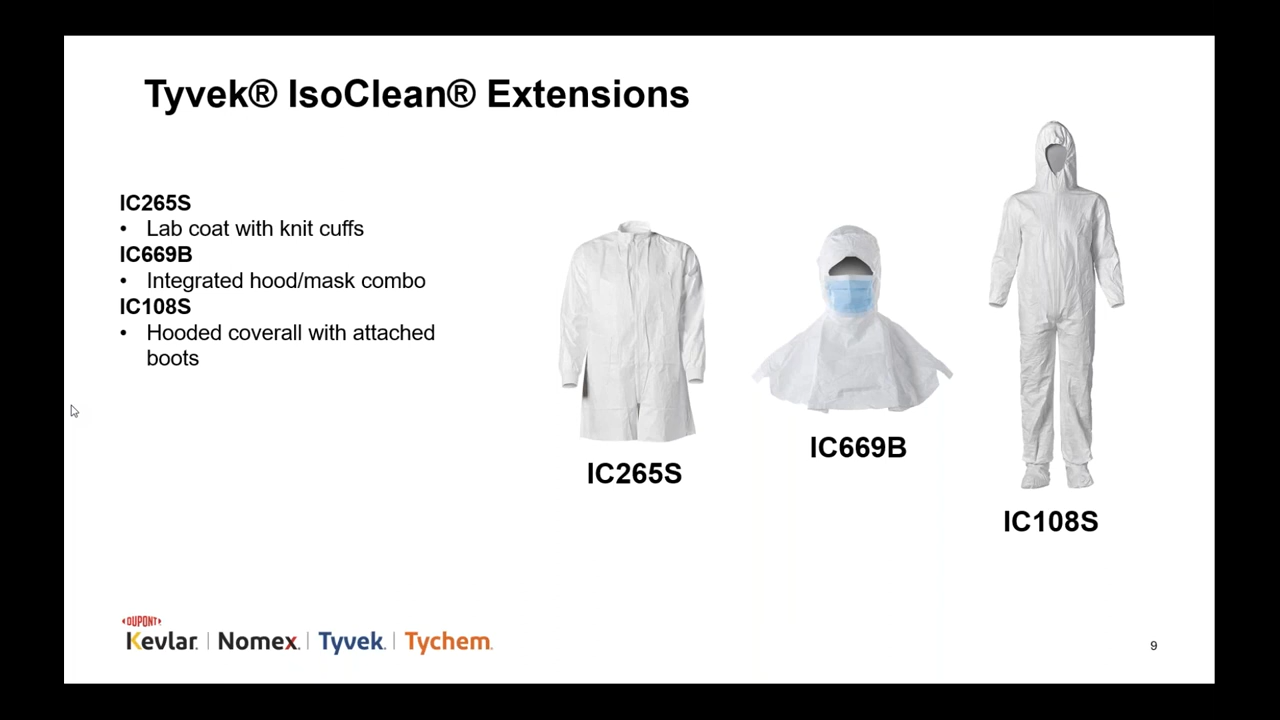 Tyvek® IsoClean® Extensions
IC265S
• Lab coat with knit cuffs
IC669B
• Integrated hood/mask combo
IC108S
• Hooded coverall with attached
boots
IC265S
IC669B
IC108S
DUPONT
Kevlar. | Nomex. | Tyvek. | Tychem.
9